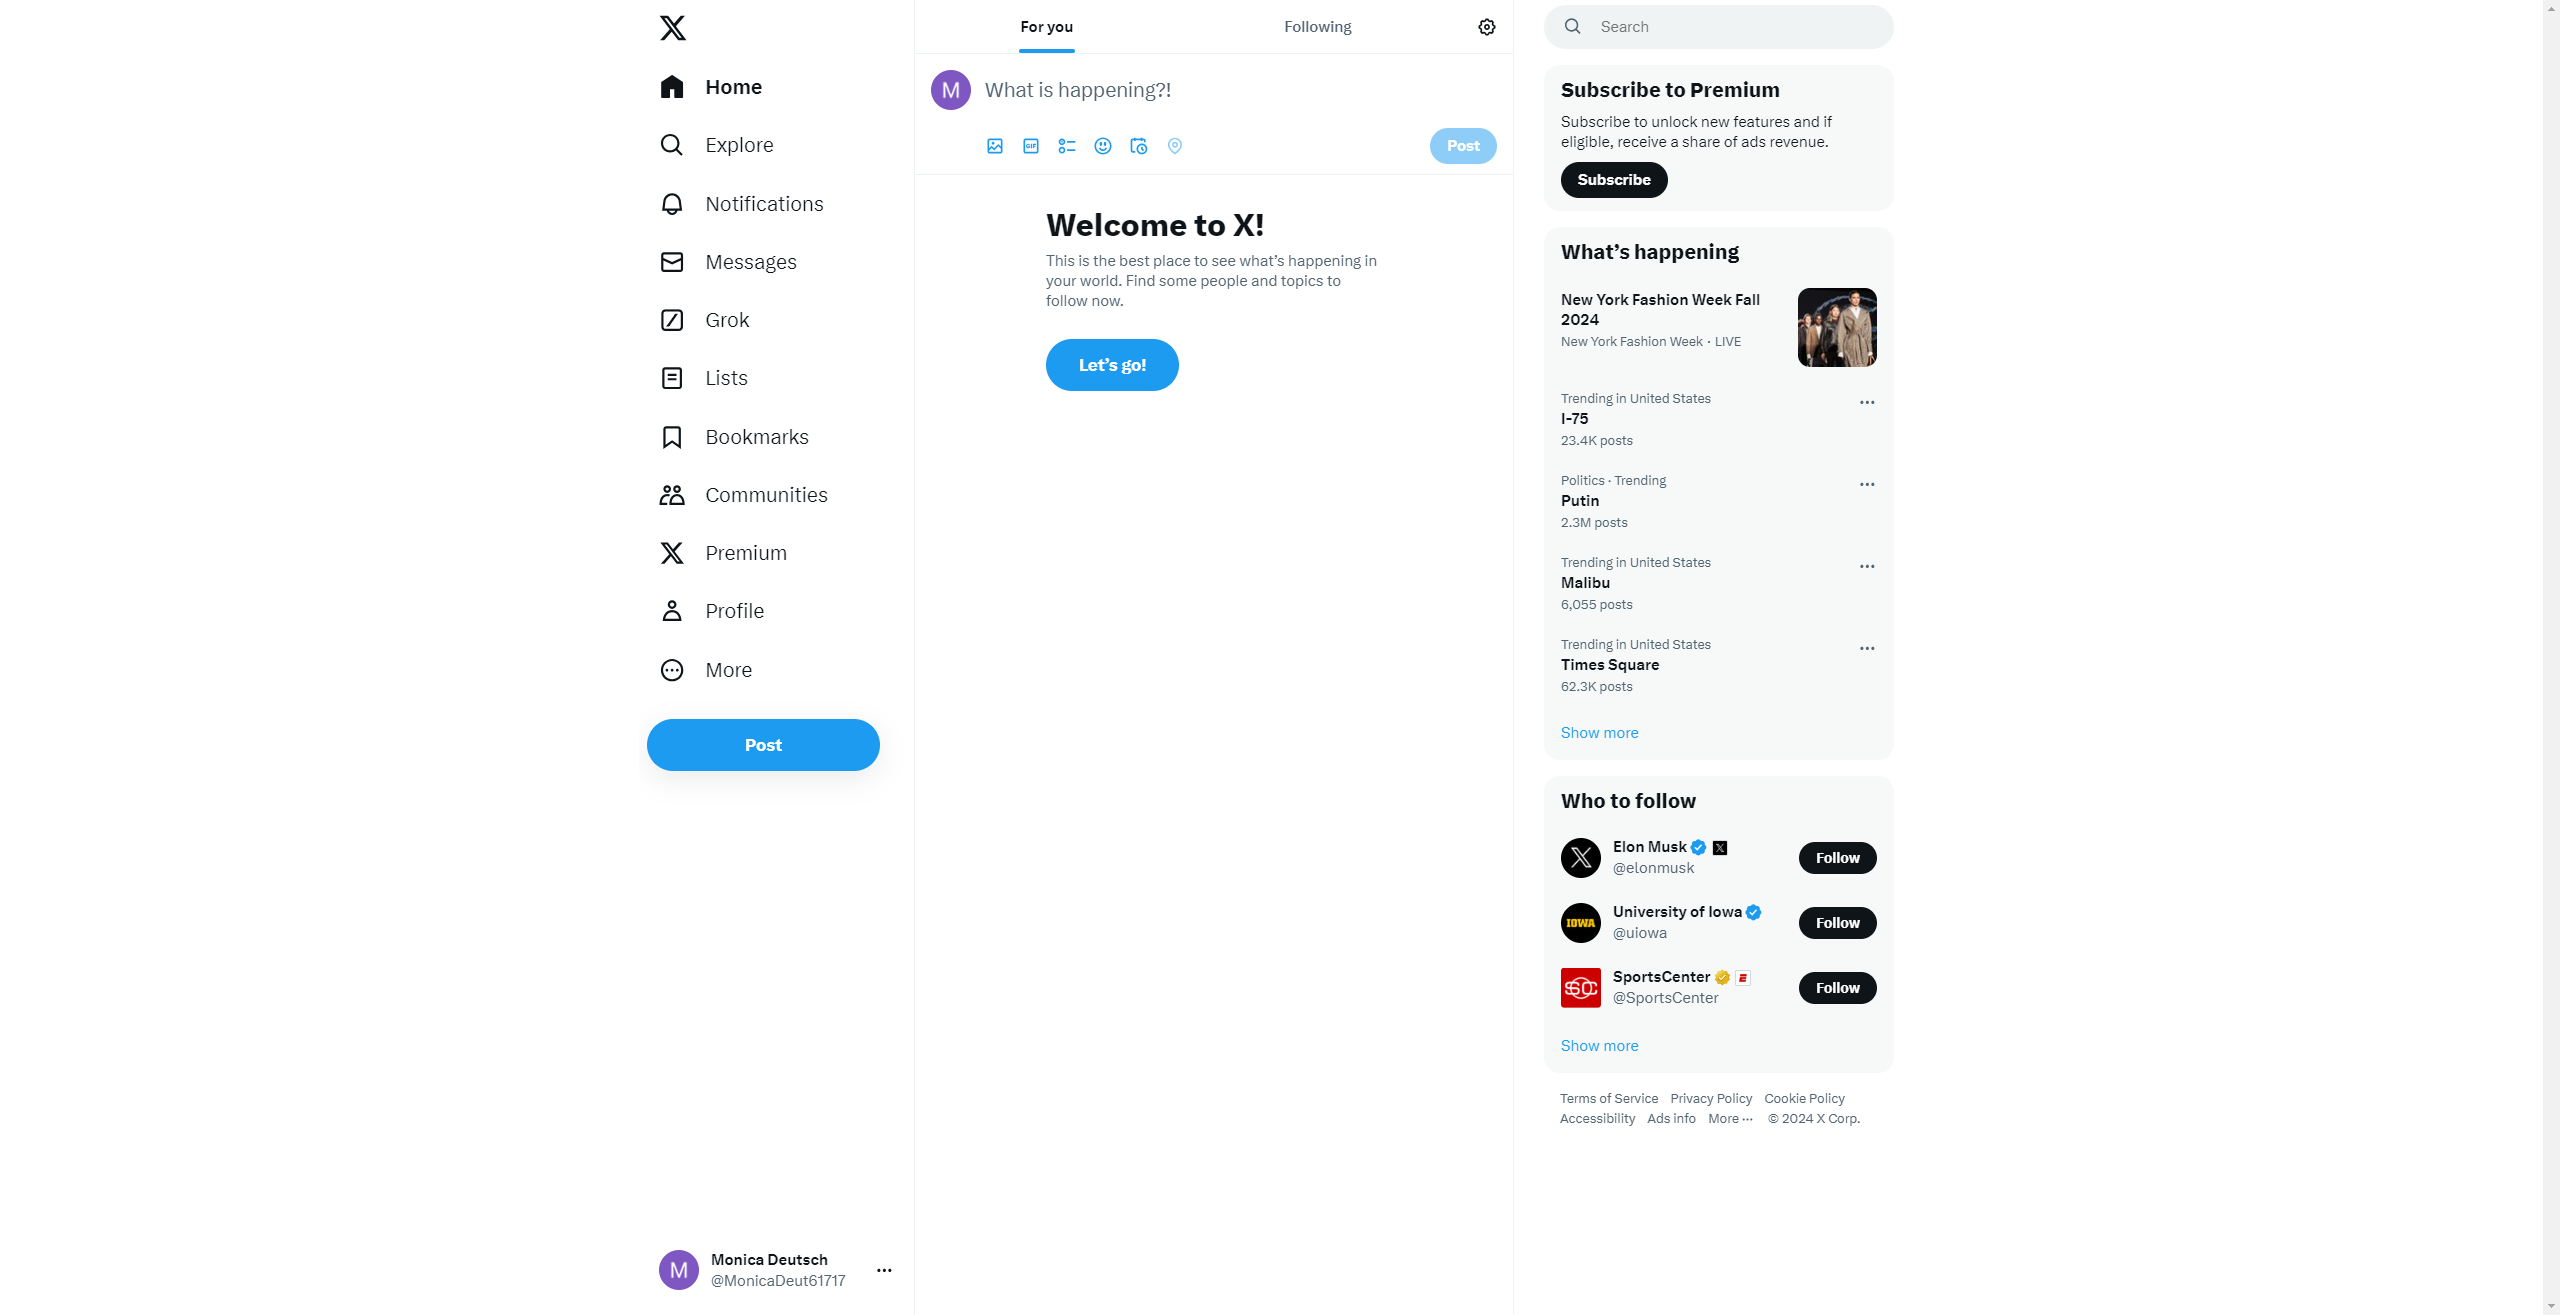 Home
Explore
Notifications
Messages
Grok
Lists
Bookmarks
Communities
Premium
Profile
More
Post
M
Monica Deutsch
@MonicaDeut61717
For you
Following
M
What is happening?!
GIF
Post
Welcome to X!
This is the best place to see what’s happening in
your world. Find some people and topics to
follow now.
Let’s go!
Search
Subscribe to Premium
Subscribe to unlock new features and if
eligible, receive a share of ads revenue.
Subscribe
What’s happening
New York Fashion Week Fall
2024
New York Fashion Week · LIVE
Trending in United States
I-75
23.4K posts
Politics · Trending
Putin
2.3M posts
Trending in United States
Malibu
6,055 posts
Trending in United States
Times Square
62.3K posts
Show more
Who to follow
Elon Musk
@elonmusk
Follow
IOWA
University of Iowa
@uiowa
Follow
SC
SportsCenter
@SportsCenter
Follow
Show more
Terms of Service Privacy Policy Cookie Policy
Accessibility Ads info More ··· © 2024 X Corp.